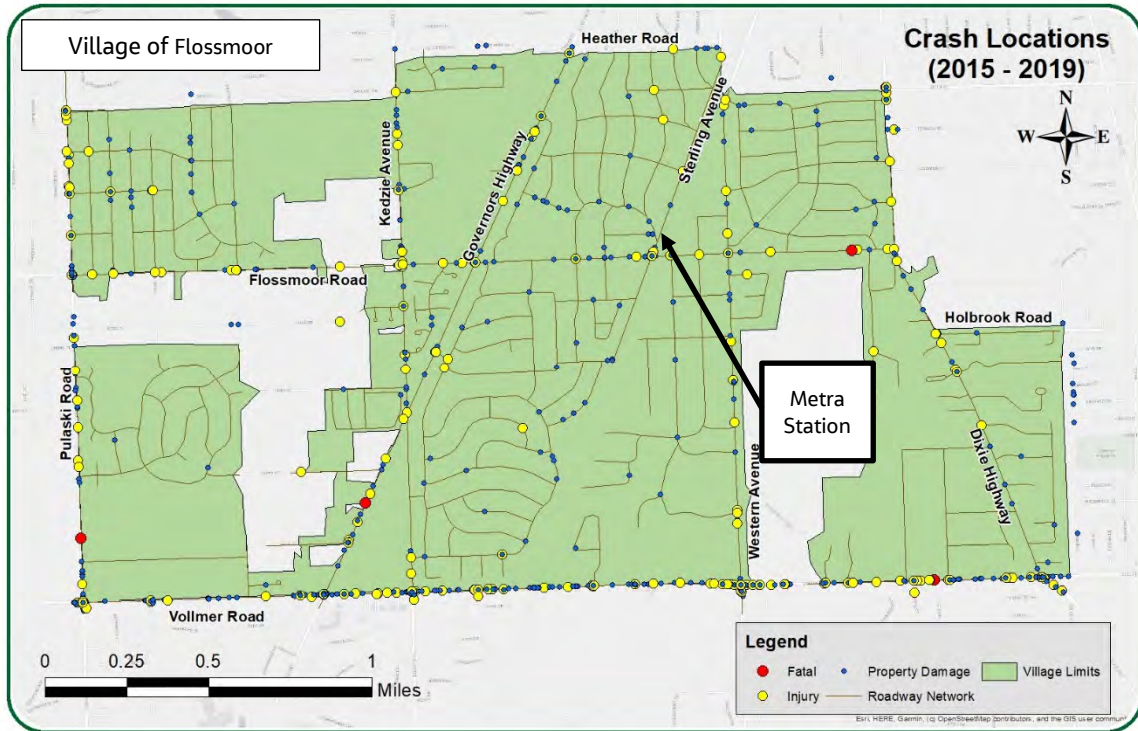 Village of Flossmoor
Heather Road
Crash Locations
(2015 - 2019)
N
W
E
S
Kedzie Avenue
Governors Highway
Sterling Avenue
Flossmoor Road
Holbrook Road
Pulaski Road
Metra
Station
Dixie Highway
Western Avenue
Vollmer Road
0 0.25 0.5 1
Miles
Legend
Fatal
Property Damage
Village Limits
Injury
Roadway Network
Esri, HERE, Garmin, (c) OpenStreetMap contributors, and the GIS user commun